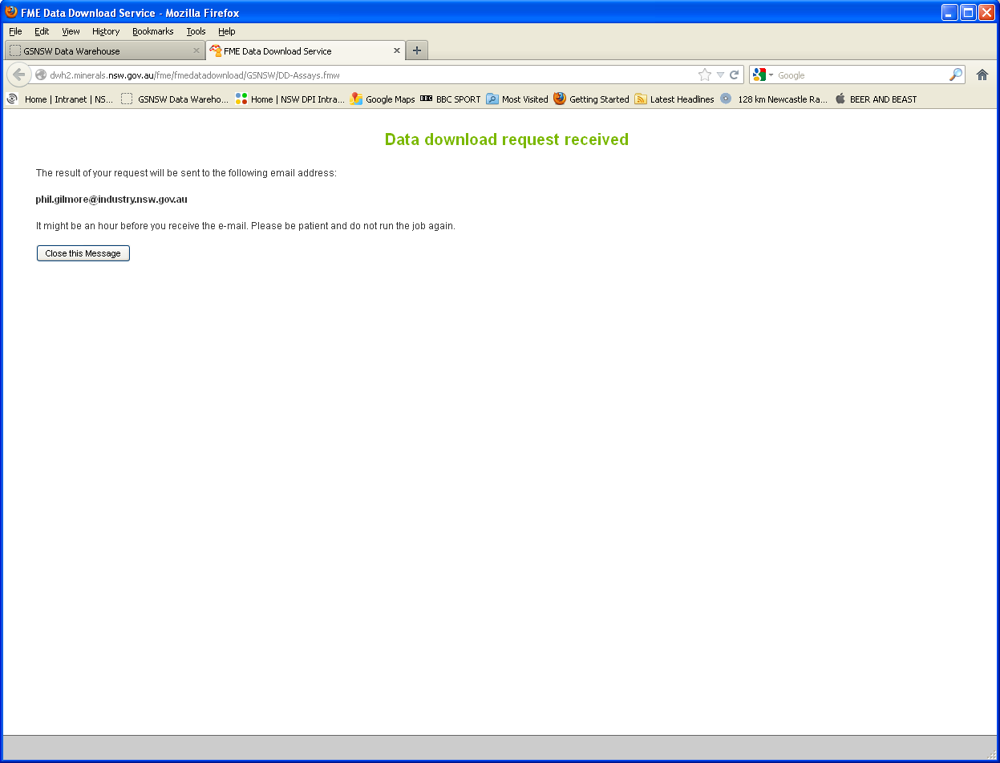 FME Data Download Service - Mozilla Firefox
File Edit View History Bookmarks Tools Help
GSNSW Data Warehouse FME Data Download Service
dwh2.minerals.nsw.gov.au/fme/fmedatadownload/GSNSW/DD-Assays.fmw Google
Home | Intranet | NS... GSNSW Data Wareho... Home | NSW DPI Intra... Google Maps BBC BBC SPORT Most Visited Getting Started Latest Headlines 128 km Newcastle Ra... BEER AND BEAST
Data download request received
The result of your request will be sent to the following email address:
phil.gilmore@industry.nsw.gov.au
It might be an hour before you receive the e-mail. Please be patient and do not run the job again.
Close this Message